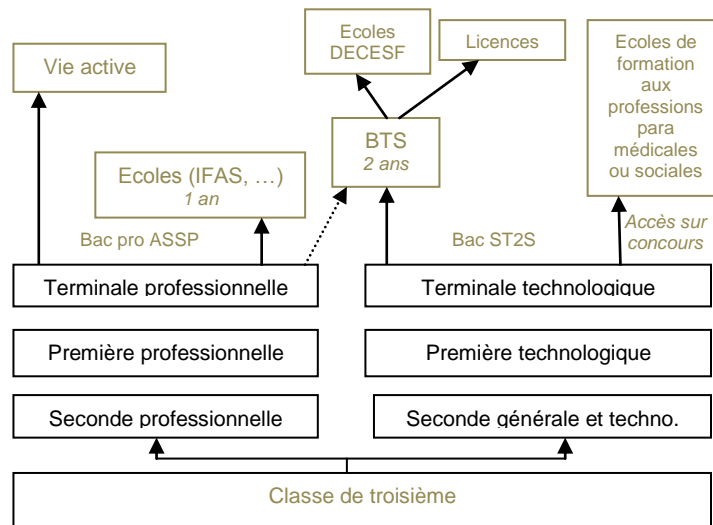 Ecoles
DECESF
Licences
Ecoles de
formation
aux
professions
para
médicales
ou sociales
Vie active
BTS
2 ans
Ecoles (IFAS, …)
1 an
Bac pro ASSP
Bac ST2S
Accès sur
concours
Terminale professionnelle
Terminale technologique
Première professionnelle
Première technologique
Seconde professionnelle
Seconde générale et techno.
Classe de troisième